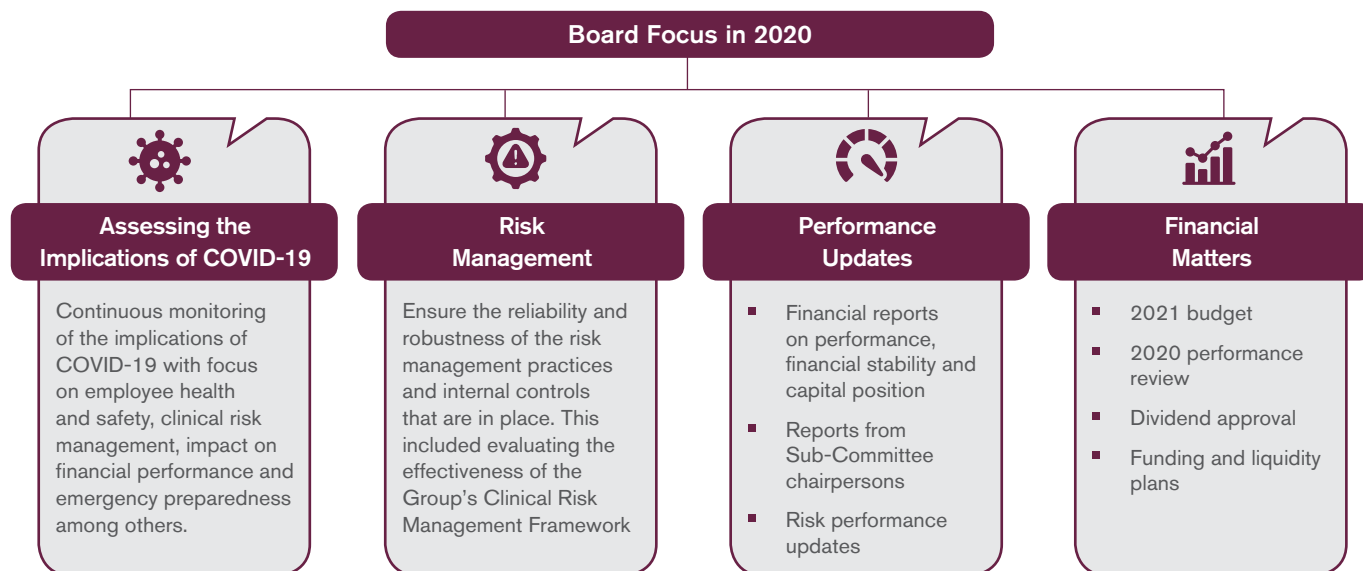 Board Focus in 2020
Assessing the
Implications of COVID-19
Continuous monitoring
of the implications of
COVID-19 with focus
on employee health
and safety, clinical risk
management, impact on
financial performance and
emergency preparedness
among others.
Risk
Management
Ensure the reliability and
robustness of the risk
management practices
and internal controls
that are in place. This
included evaluating the
effectiveness of the
Group's Clinical Risk
Management Framework
Performance
Updates
▪ Financial reports
on performance,
financial stability and
capital position
▪ Reports from
Sub-Committee
chairpersons
▪ Risk performance
updates
Financial
Matters
▪ 2021 budget
▪ 2020 performance
review
▪ Dividend approval
▪ Funding and liquidity
plans